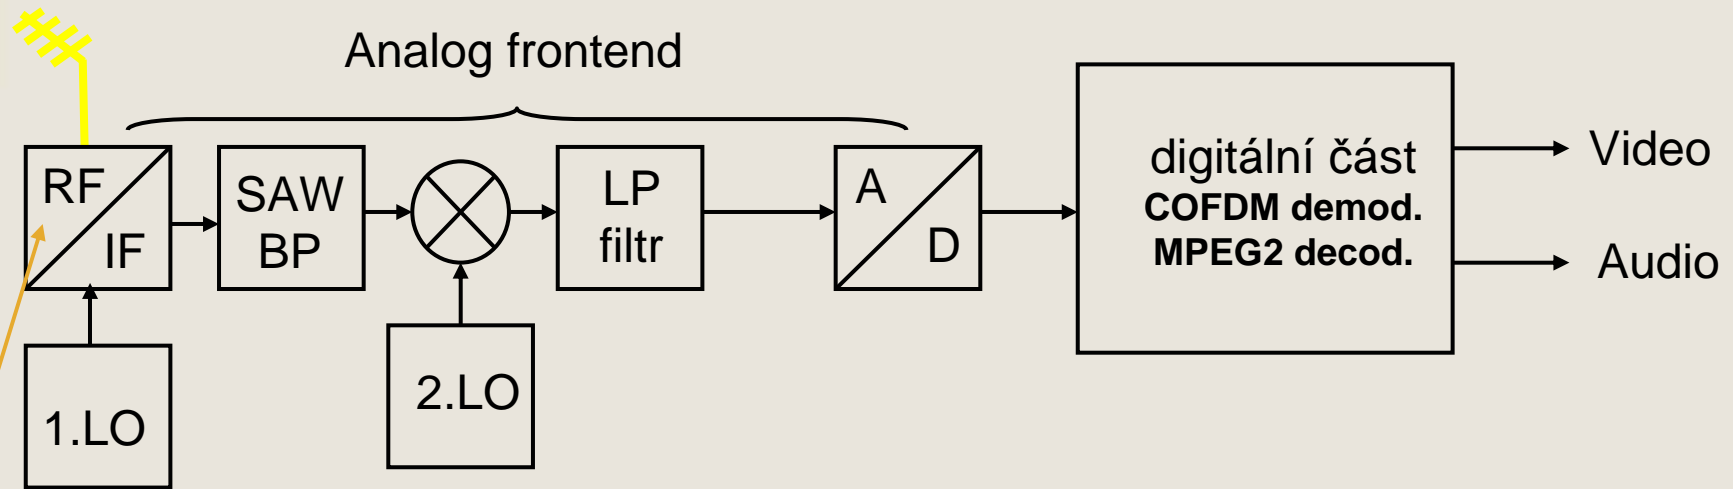 Analog frontend
RF
IF
SAW
BP
LP
filtr
A
D
digitální část
COFDM demod.
MPEG2 decod.
Video
Audio
1.LO
2.LO